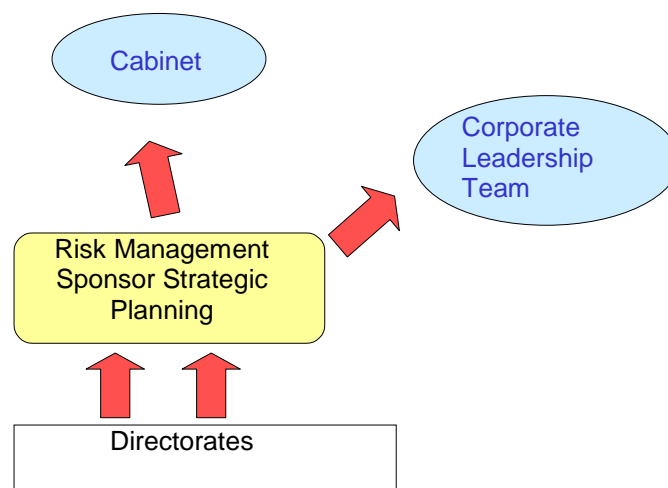 Cabinet
Corporate
Leadership
Team
Risk Management
Sponsor Strategic
Planning
Directorates